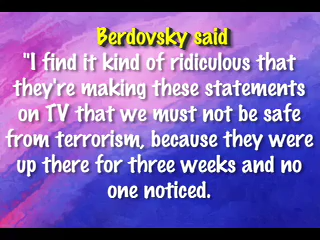 Berdovsky said
"I find it kind of ridiculous that
they're making these statements
on TV that we must not be safe
from terrorism, because they were
up there for three weeks and no
one noticed.